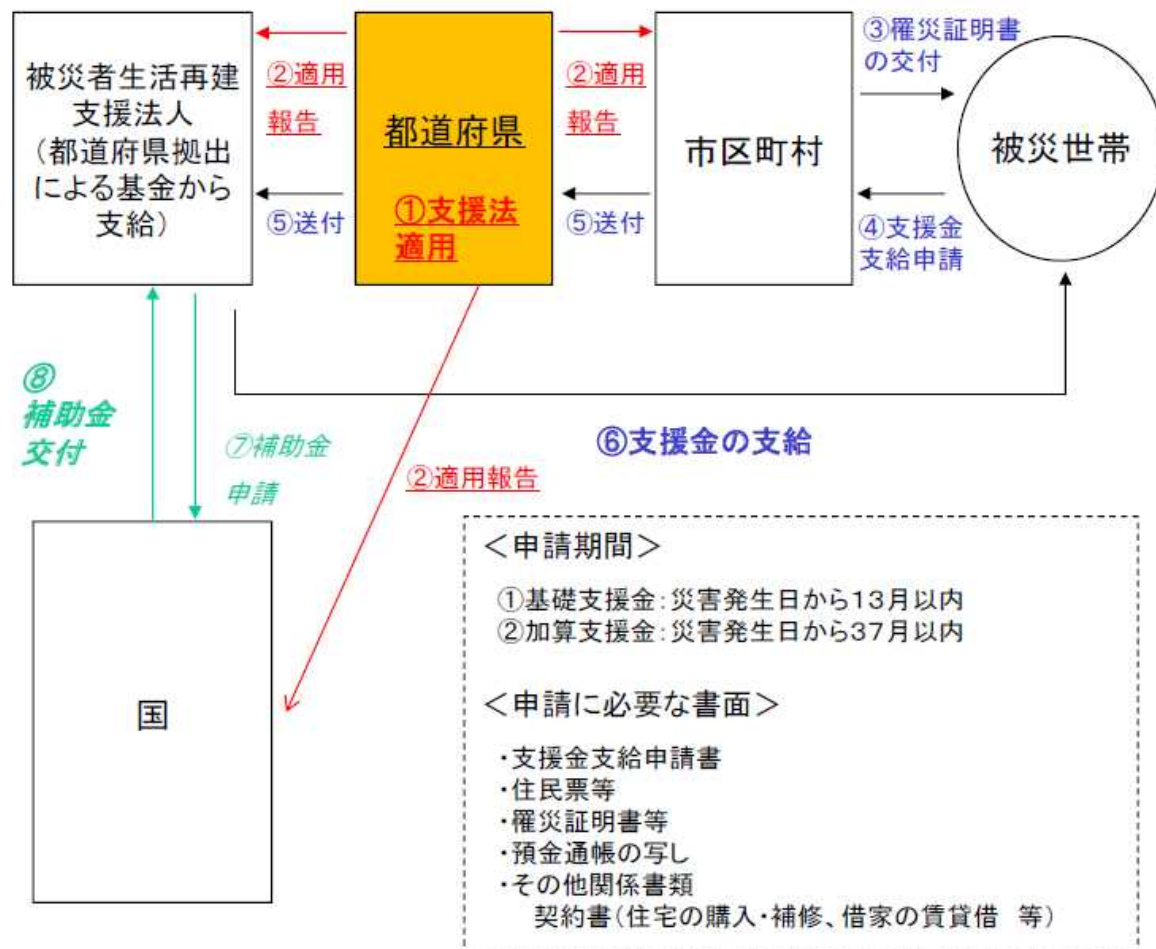 被災者生活再建
支援法人
（都道府県拠出
による基金から
支給）
②適用
報告
⑤送付
都道府県
①支援法
適用
②適用
報告
⑤送付
市区町村
③罹災証明書
の交付
④支援金
支給申請
被災世帯
⑧
補助金
交付
⑦補助金
申請
②適用報告
⑥支援金の支給
国
＜申請期間＞
①基礎支援金：災害発生日から13月以内
②加算支援金：災害発生日から37月以内
＜申請に必要な書面＞
・支援金支給申請書
・住民票等
・罹災証明書等
・預金通帳の写し
・その他関係書類
契約書（住宅の購入・補修、借家の賃貸借　等）